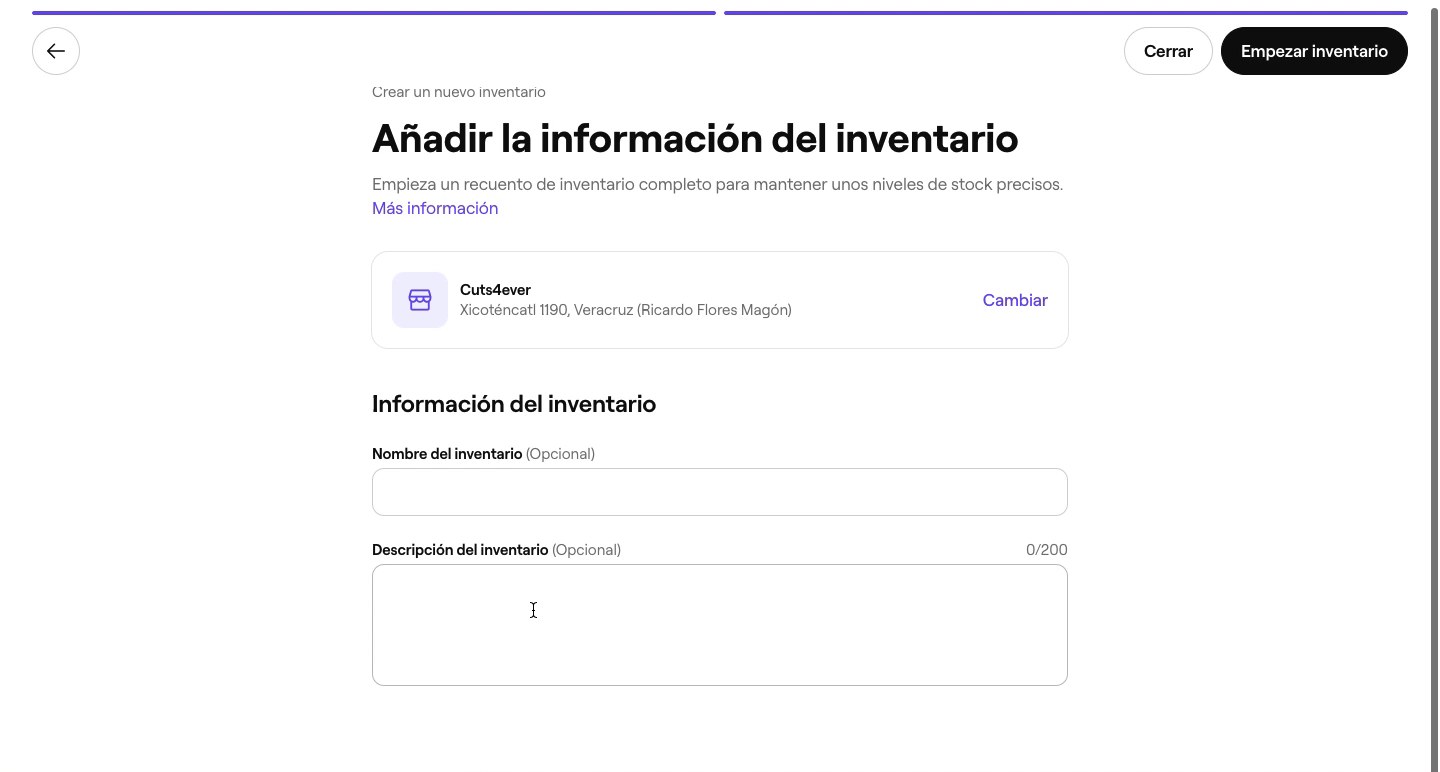 Cerrar
Empezar inventario
Crear un nuevo inventario
Añadir la información del inventario
Empieza un recuento de inventario completo para mantener unos niveles de stock precisos.
Más información
Cuts4ever
Xicoténcatl 1190, Veracruz (Ricardo Flores Magón)
Cambiar
Información del inventario
Nombre del inventario (Opcional)
Descripción del inventario (Opcional) 0/200